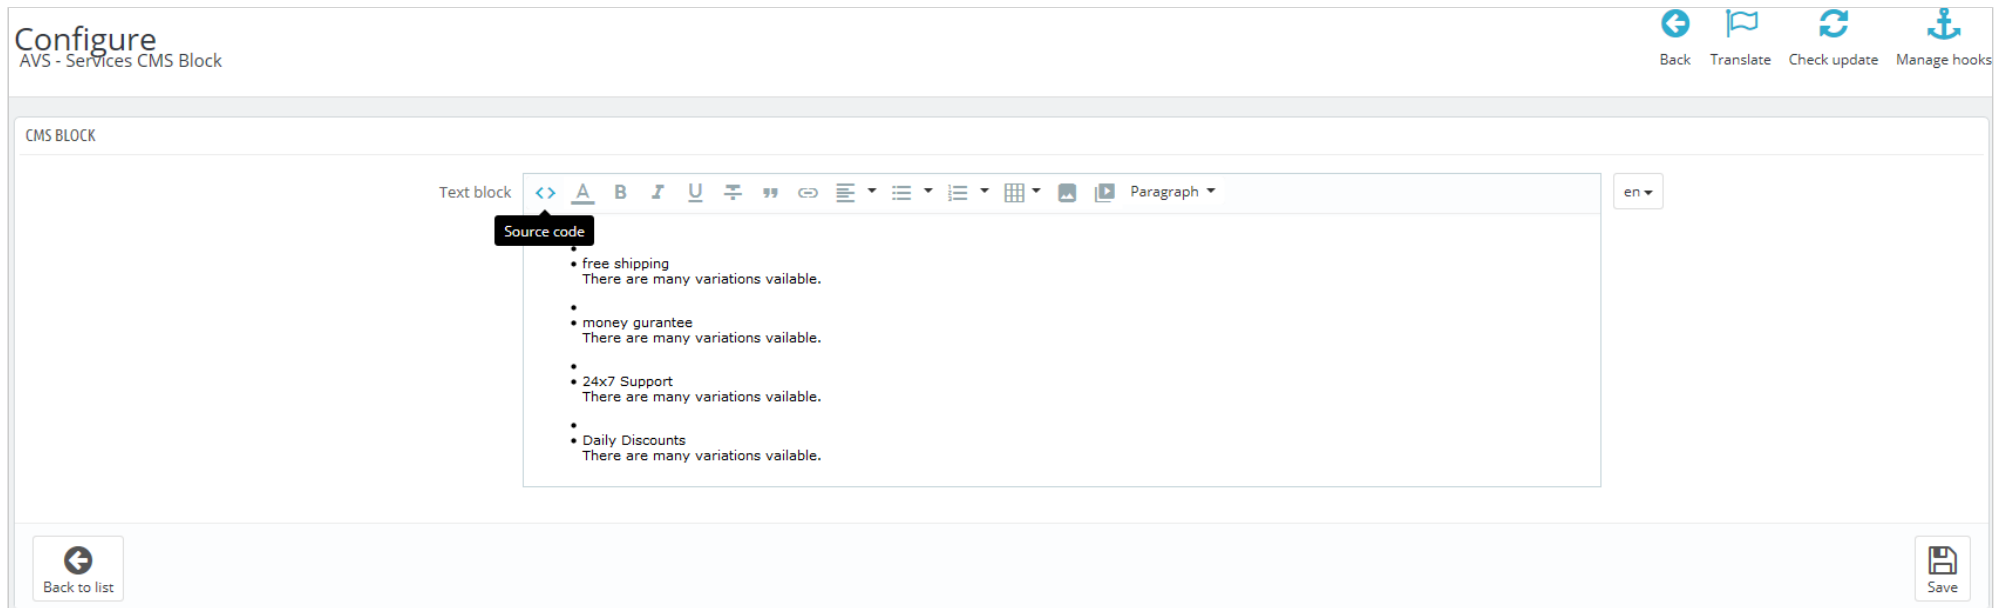 Configure
AVS - Services CMS Block
Back Translate Check update Manage hooks
CMS BLOCK
Text block
Paragraph
en
Source code
free shipping
There are many variations vailable.
money gurantee
There are many variations vailable.
24x7 Support
There are many variations vailable.
Daily Discounts
There are many variations vailable.
Back to list
Save